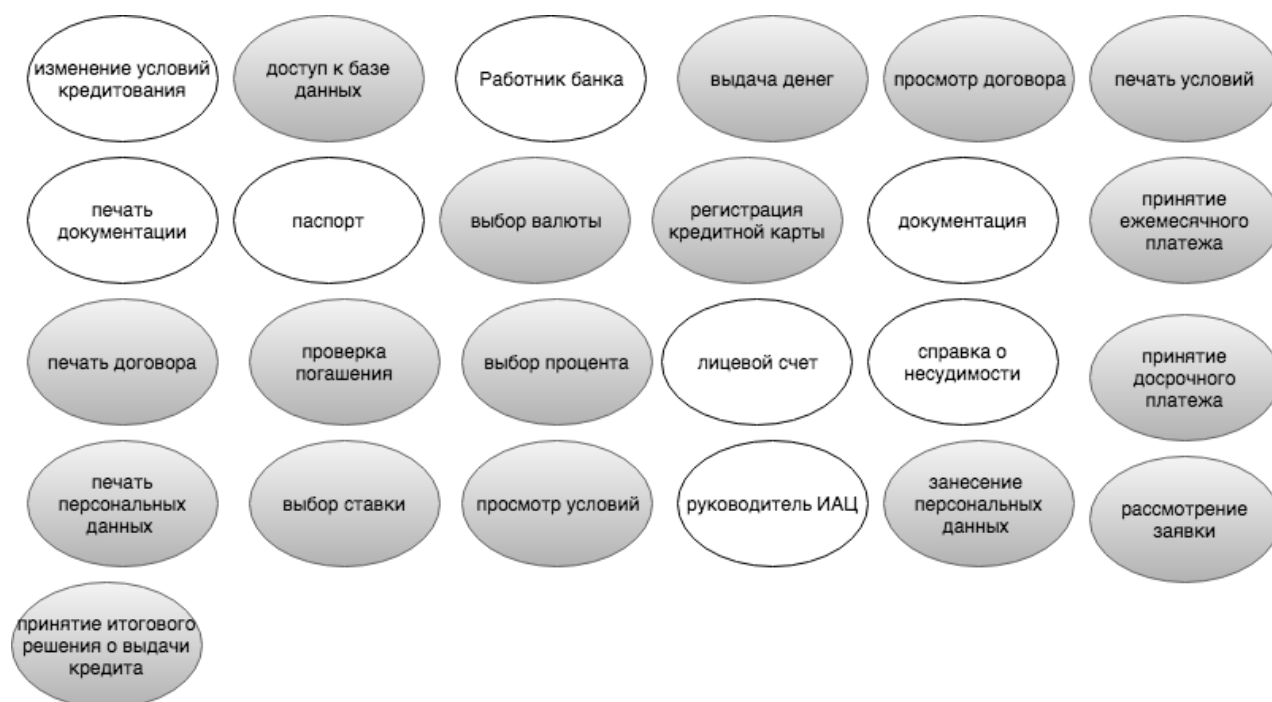 изменение условий
кредитования
доступ к базе
данных
Работник банка
выдача денег
просмотр договора
печать условий
печать
документации
паспорт
выбор валюты
регистрация
кредитной карты
документация
принятие
ежемесячного
платежа
печать договора
проверка
погашения
выбор процента
лицевой счет
справка о
несудимости
принятие
досрочного
платежа
печать
персональных
данных
выбор ставки
просмотр условий
руководитель ИАЦ
занесение
персональных
данных
рассмотрение
заявки
принятие итогового
решения о выдачи
кредита